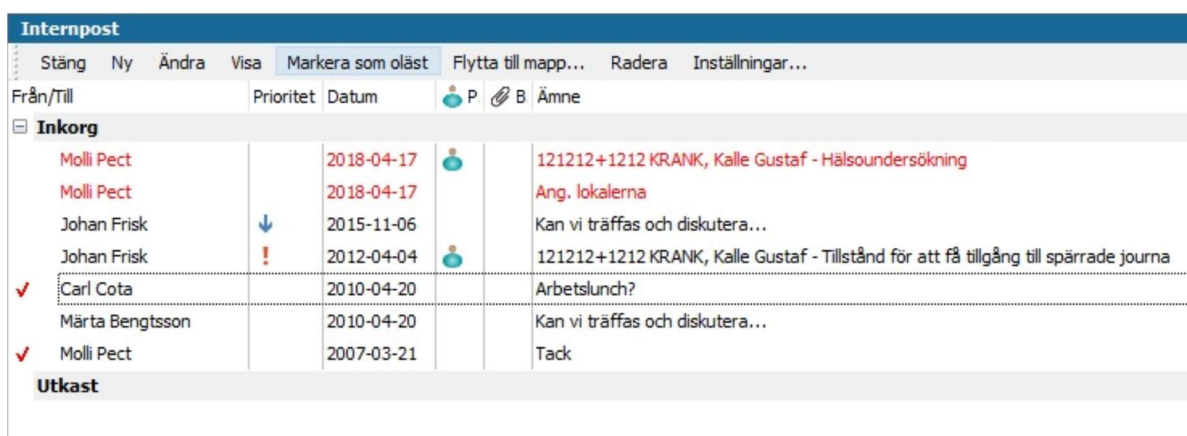 Internpost
Stäng Ny Ändra Visa Markera som oläst Flytta till mapp... Radera Inställningar...
Från/Till Prioritet Datum P. B. Ämne
Inkorg
Molli Pect 2018-04-17 121212+1212 KRANK, Kalle Gustaf - Hälsoundersökning
Molli Pect 2018-04-17 Ang. lokalerna
Johan Frisk 2015-11-06 Kan vi träffas och diskutera...
Johan Frisk ! 2012-04-04 121212+1212 KRANK, Kalle Gustaf - Tillstånd för att få tillgång till spärrade journa
Carl Cota 2010-04-20 Arbetslunch?
Märta Bengtsson 2010-04-20 Kan vi träffas och diskutera...
Molli Pect 2007-03-21 Tack
Utkast